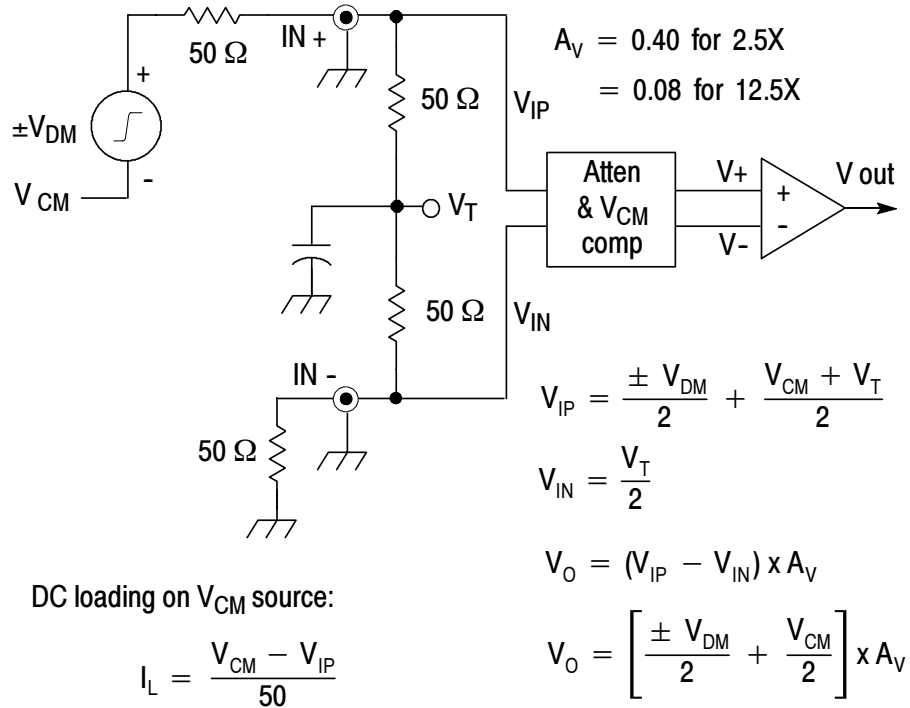 50 Ω
IN +
+
±V_DM
-
V_CM
50 Ω
V_IP
A_V = 0.40 for 2.5X
= 0.08 for 12.5X
V_T
Atten
& V_CM
comp
V+
V-
+
-
V out
50 Ω
V_IN
IN -
50 Ω
V_IP = ± V_DM / 2 + V_CM + V_T / 2
V_IN = V_T / 2
V_O = (V_IP − V_IN) x A_V
V_O = [ ± V_DM / 2 + V_CM / 2 ] x A_V
DC loading on V_CM source:
I_L = V_CM − V_IP / 50